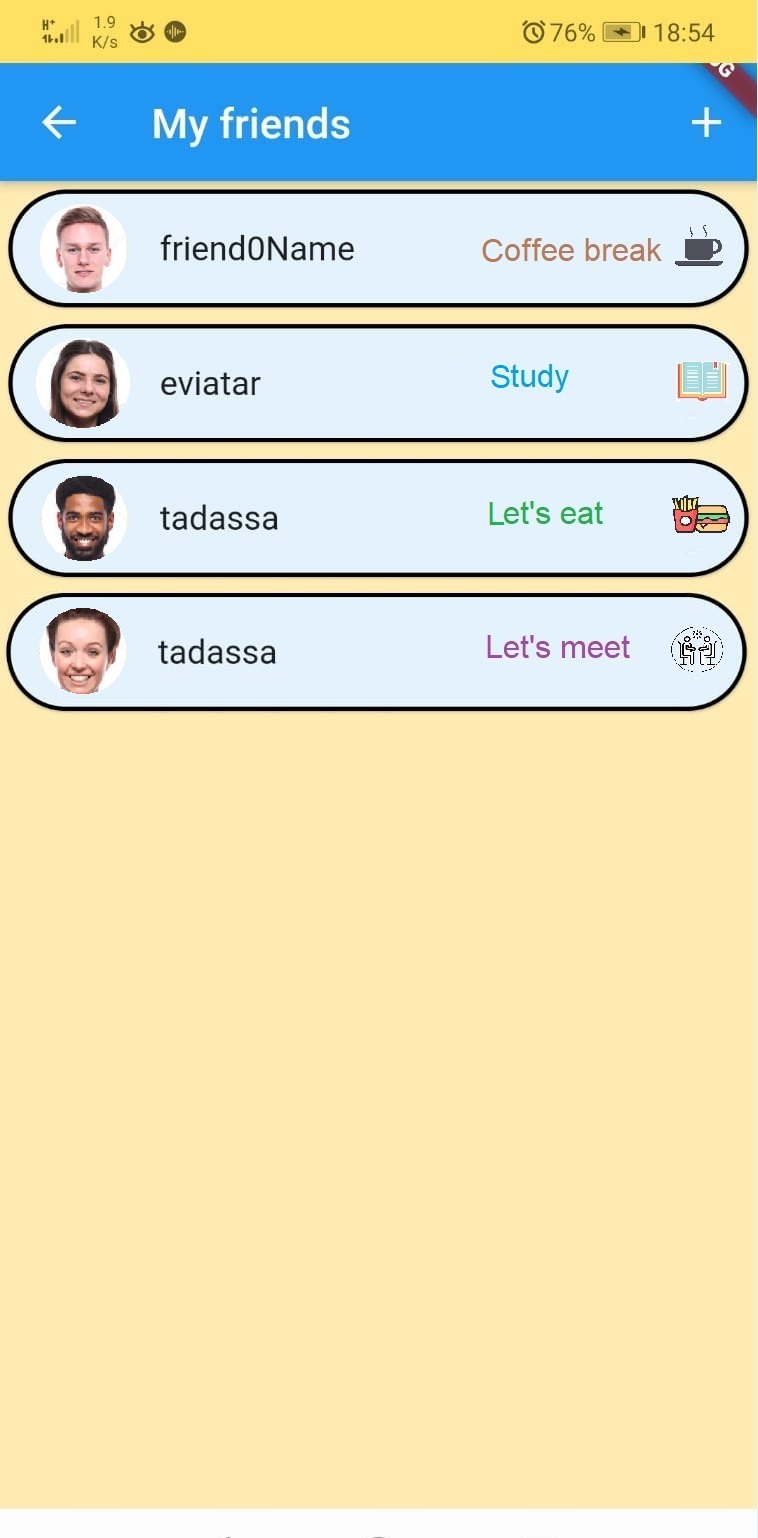 H+ 1.9 K/s 76% 18:54
My friends
friend0Name Coffee break
eviatar Study
tadassa Let's eat
tadassa Let's meet